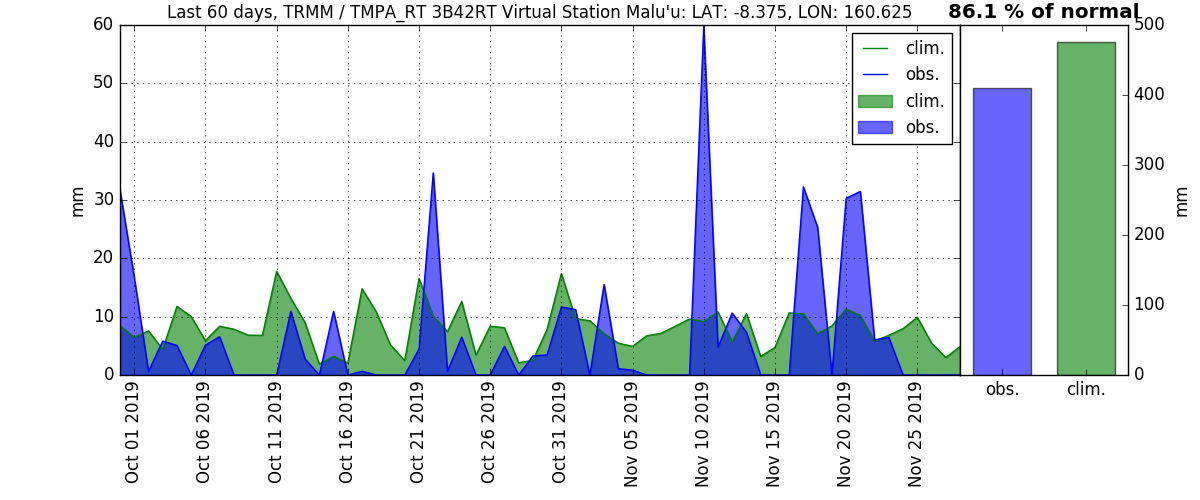 Last 60 days, TRMM / TMPA_RT 3B42RT Virtual Station Malu'u: LAT: -8.375, LON: 160.625
86.1 % of normal
60
50
40
30
20
10
0
mm
clim.
obs.
clim.
obs.
Oct 01 2019
Oct 06 2019
Oct 11 2019
Oct 16 2019
Oct 21 2019
Oct 26 2019
Oct 31 2019
Nov 05 2019
Nov 10 2019
Nov 15 2019
Nov 20 2019
Nov 25 2019
500
400
300
200
100
0
mm
obs.
clim.